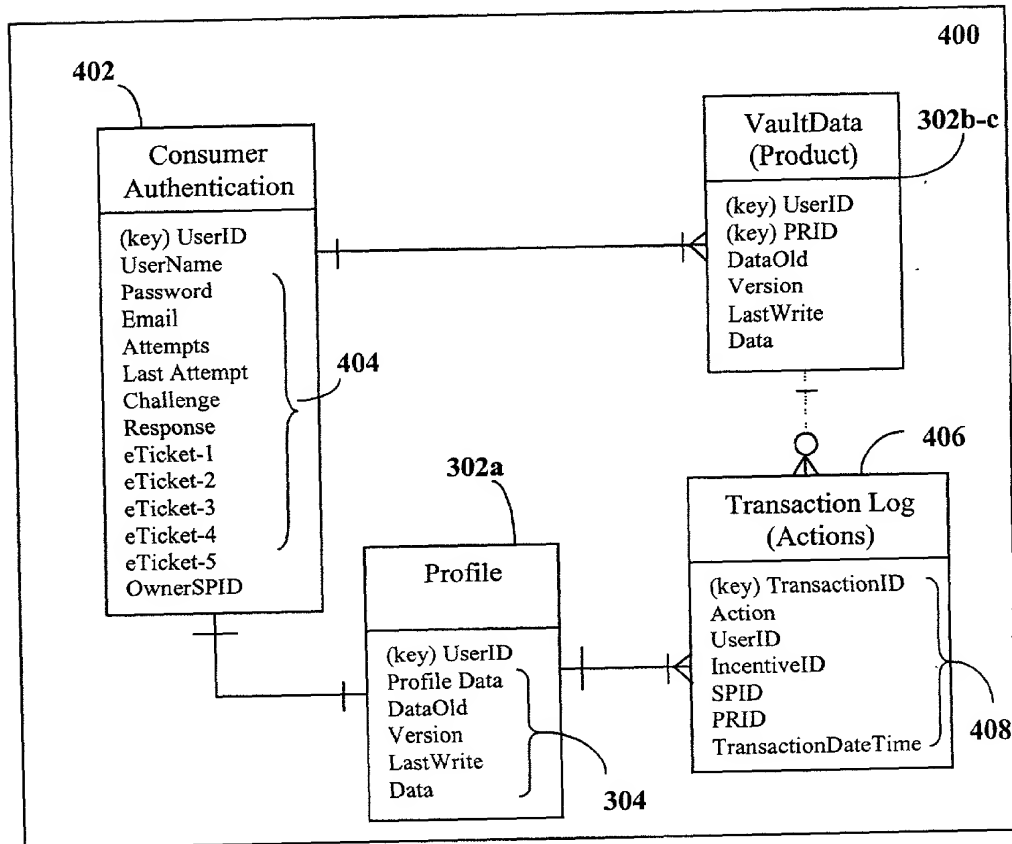 400
402
Consumer
Authentication
(key) UserID
UserName
Password
Email
Attempts
Last Attempt
Challenge
Response
eTicket-1
eTicket-2
eTicket-3
eTicket-4
eTicket-5
OwnerSPID
404
VaultData
(Product)
302b-c
(key) UserID
(key) PRID
DataOld
Version
LastWrite
Data
302a
Profile
(key) UserID
Profile Data
DataOld
Version
LastWrite
Data
304
406
Transaction Log
(Actions)
(key) TransactionID
Action
UserID
IncentiveID
SPID
PRID
TransactionDateTime
408